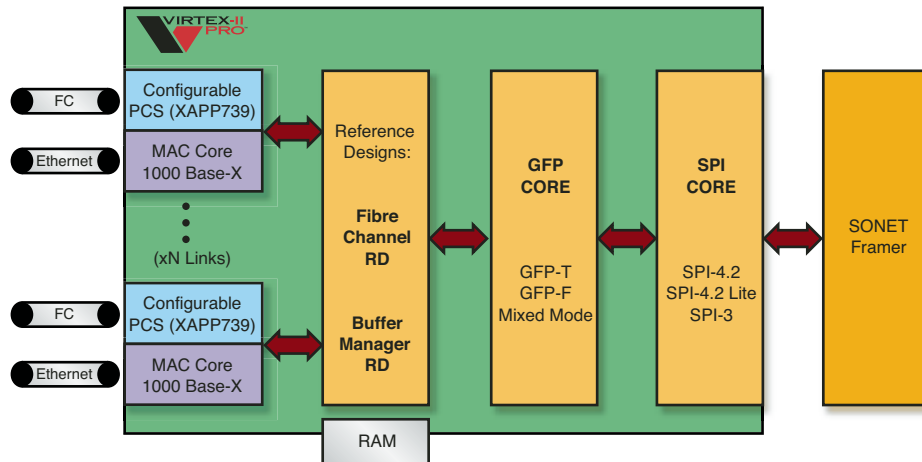 VIRTEX-II
PRO™
FC
Configurable
PCS (XAPP739)
Ethernet
MAC Core
1000 Base-X
(xN Links)
FC
Configurable
PCS (XAPP739)
Ethernet
MAC Core
1000 Base-X
Reference
Designs:
Fibre
Channel
RD
Buffer
Manager
RD
RAM
GFP
CORE
GFP-T
GFP-F
Mixed Mode
SPI
CORE
SPI-4.2
SPI-4.2 Lite
SPI-3
SONET
Framer